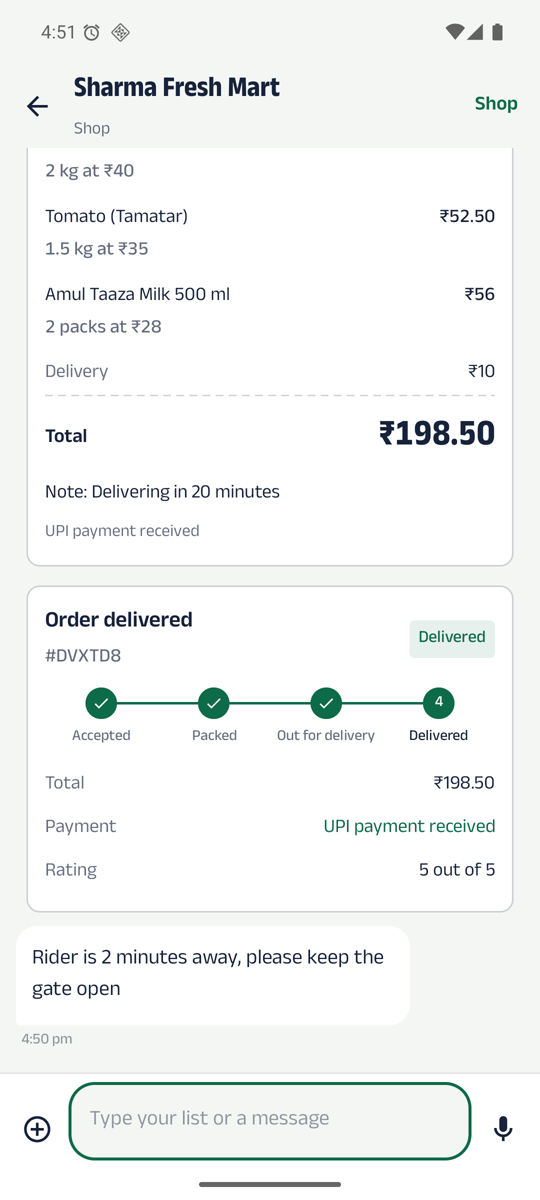 4:51
Sharma Fresh Mart
Shop
Shop
2 kg at ₹40
Tomato (Tamatar) ₹52.50
1.5 kg at ₹35
Amul Taaza Milk 500 ml ₹56
2 packs at ₹28
Delivery ₹10
Total ₹198.50
Note: Delivering in 20 minutes
UPI payment received
Order delivered
Delivered
#DVXTD8
4
Accepted Packed Out for delivery Delivered
Total ₹198.50
Payment UPI payment received
Rating 5 out of 5
Rider is 2 minutes away, please keep the
gate open
4:50 pm
Type your list or a message